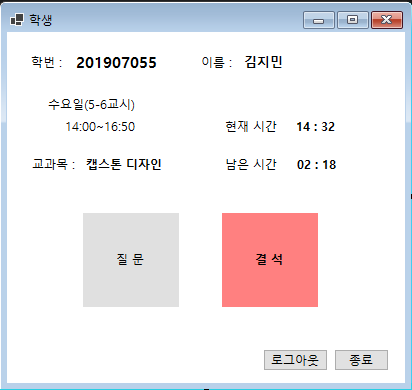 학생
학번 : 201907055 이름 : 김지민
수요일(5-6교시)
14:00~16:50 현재 시간 14 : 32
교과목 : 캡스톤 디자인 남은 시간 02 : 18
질 문 결 석
로그아웃 종료